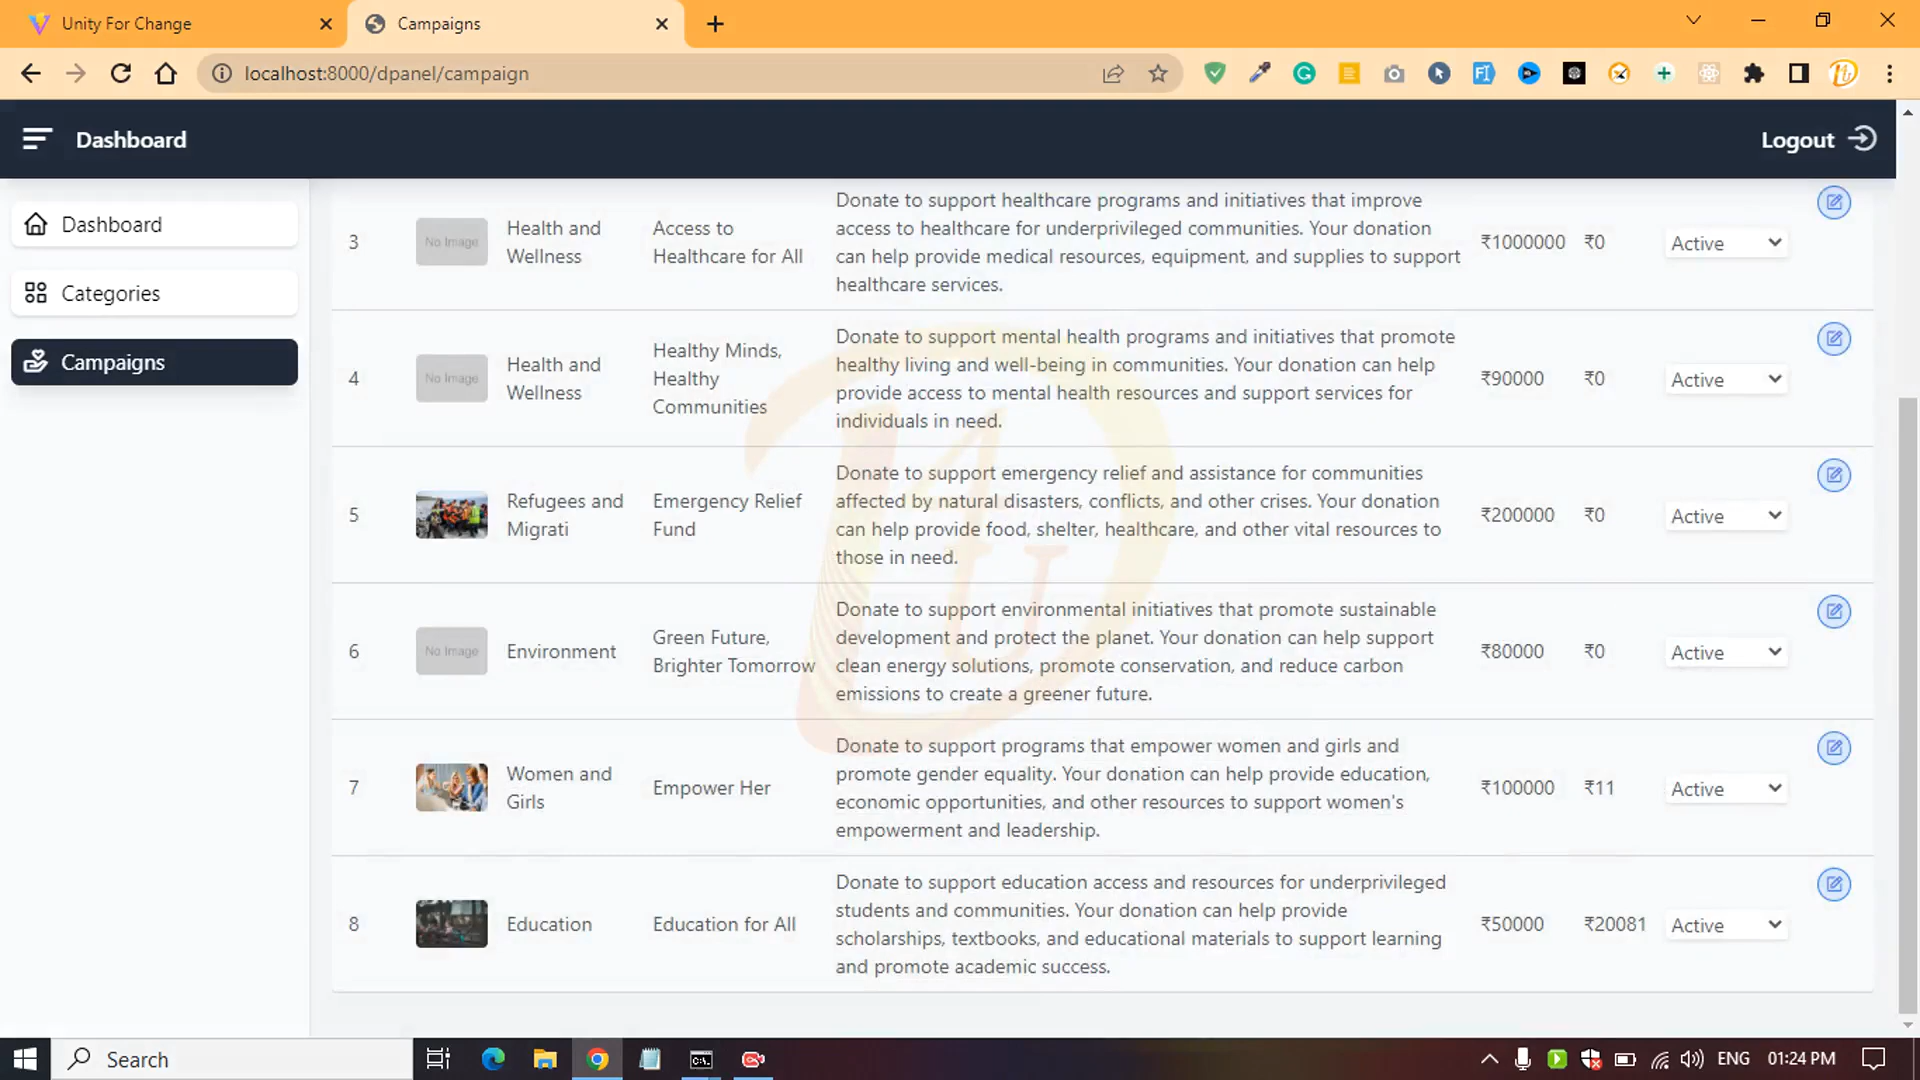 Unity For Change
Campaigns
localhost:8000/dpanel/campaign
Dashboard
Logout
Dashboard
Categories
Campaigns
3
No Image
Health and
Wellness
Access to
Healthcare for All
Donate to support healthcare programs and initiatives that improve
access to healthcare for underprivileged communities. Your donation
can help provide medical resources, equipment, and supplies to support
healthcare services.
₹1000000
₹0
Active
4
No Image
Health and
Wellness
Healthy Minds,
Healthy
Communities
Donate to support mental health programs and initiatives that promote
healthy living and well-being in communities. Your donation can help
provide access to mental health resources and support services for
individuals in need.
₹90000
₹0
Active
5
Refugees and
Migrati
Emergency Relief
Fund
Donate to support emergency relief and assistance for communities
affected by natural disasters, conflicts, and other crises. Your donation
can help provide food, shelter, healthcare, and other vital resources to
those in need.
₹200000
₹0
Active
6
No Image
Environment
Green Future,
Brighter Tomorrow
Donate to support environmental initiatives that promote sustainable
development and protect the planet. Your donation can help support
clean energy solutions, promote conservation, and reduce carbon
emissions to create a greener future.
₹80000
₹0
Active
7
Women and
Girls
Empower Her
Donate to support programs that empower women and girls and
promote gender equality. Your donation can help provide education,
economic opportunities, and other resources to support women's
empowerment and leadership.
₹100000
₹11
Active
8
Education
Education for All
Donate to support education access and resources for underprivileged
students and communities. Your donation can help provide
scholarships, textbooks, and educational materials to support learning
and promote academic success.
₹50000
₹20081
Active
Search
ENG
01:24 PM